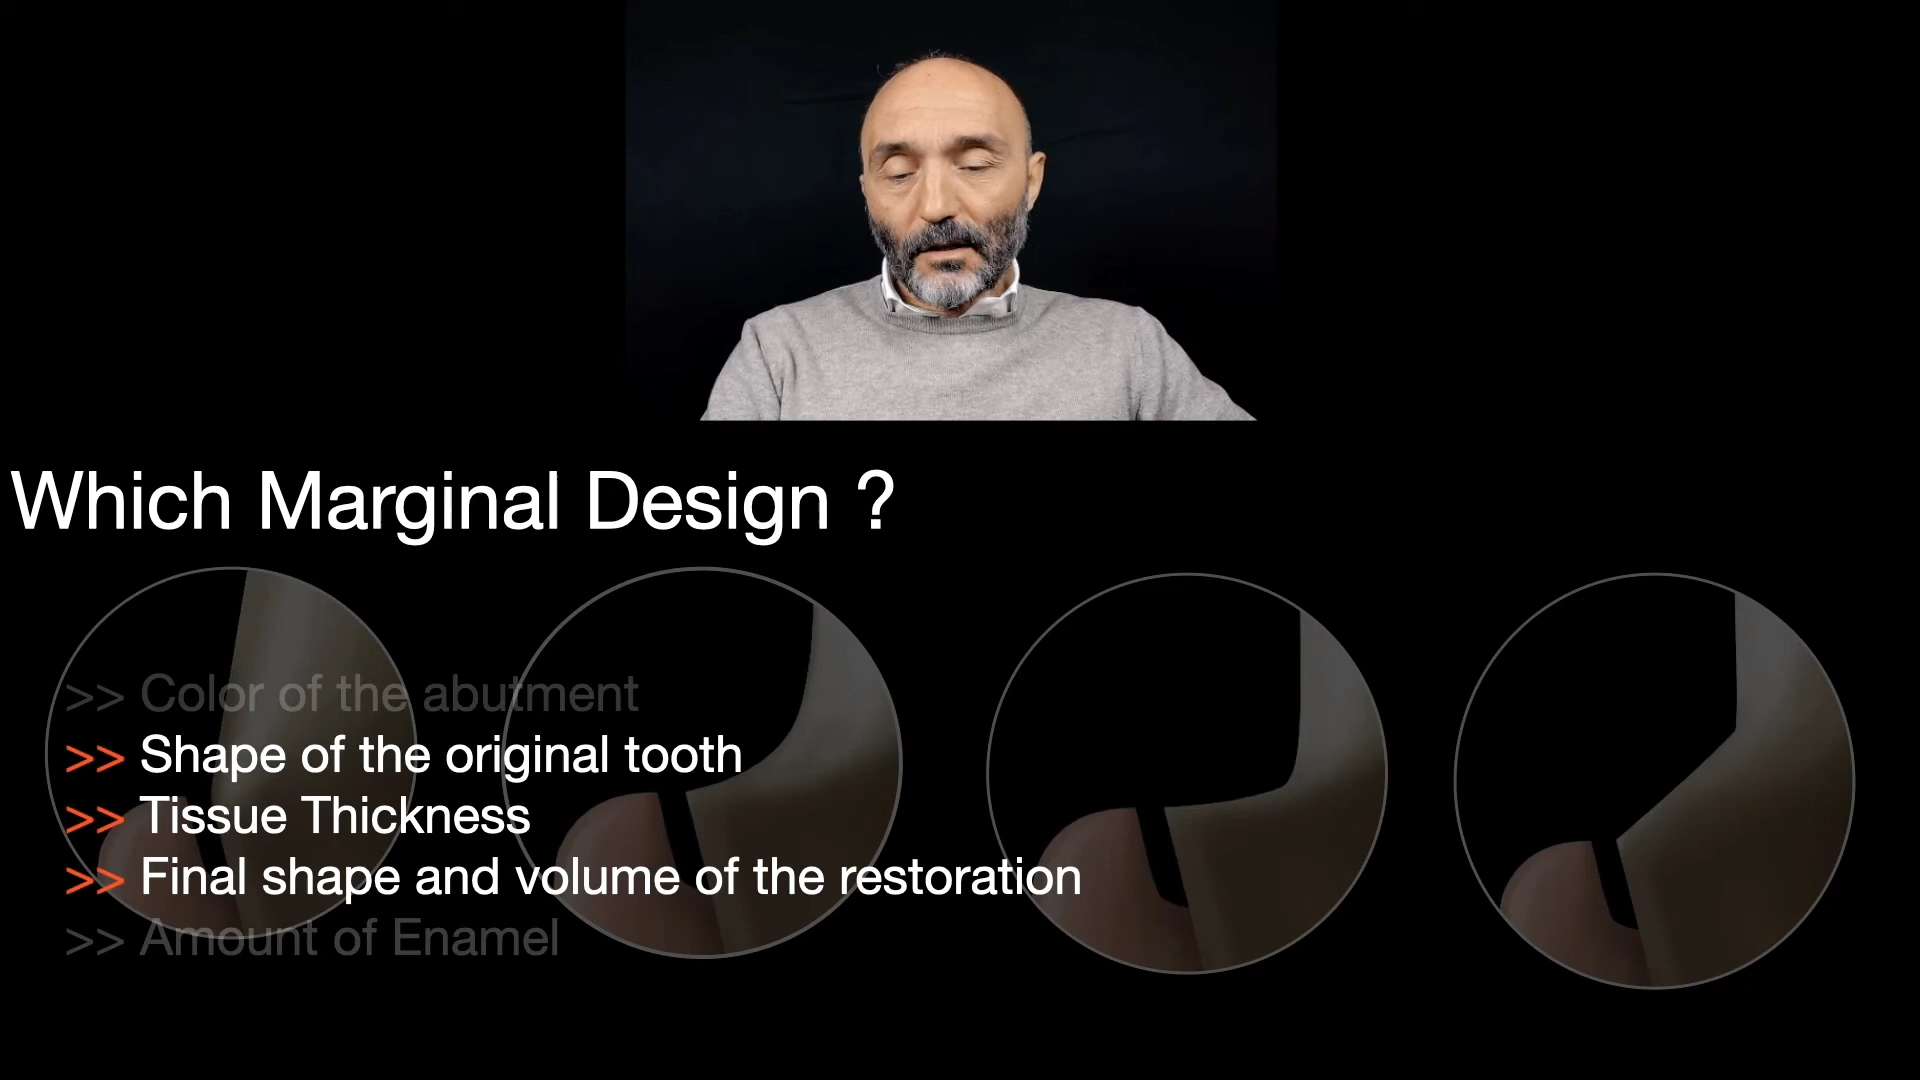 Which Marginal Design ?
>> Color of the abutment
>> Shape of the original tooth
>> Tissue Thickness
>> Final shape and volume of the restoration
>> Amount of Enamel